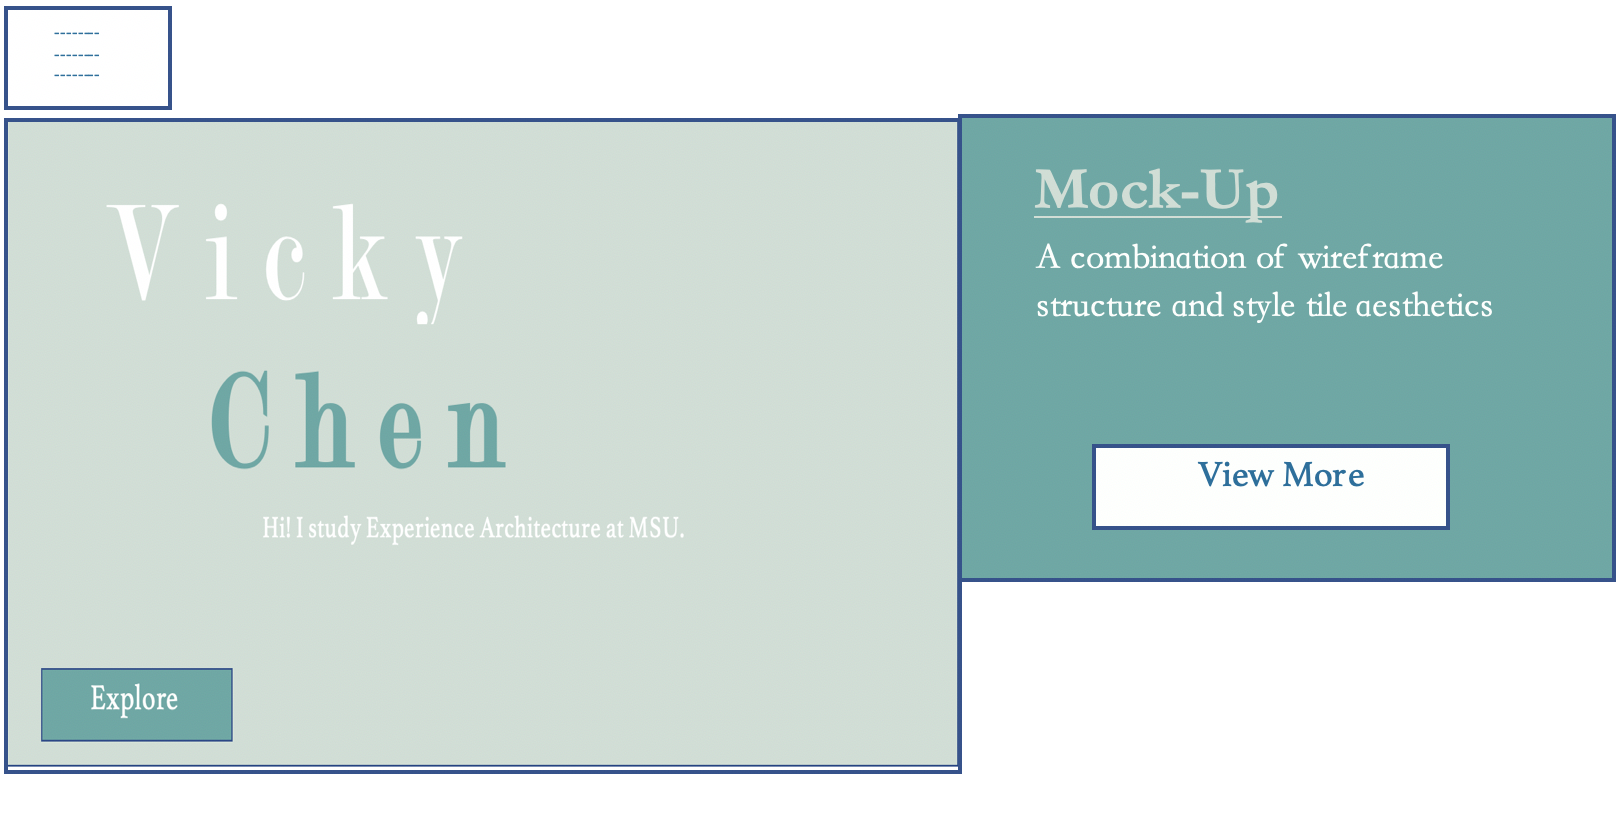 --------
--------
--------
Vicky
Chen
Hi! I study Experience Architecture at MSU.
Explore
Mock-Up
A combination of wireframe
structure and style tile aesthetics
View More